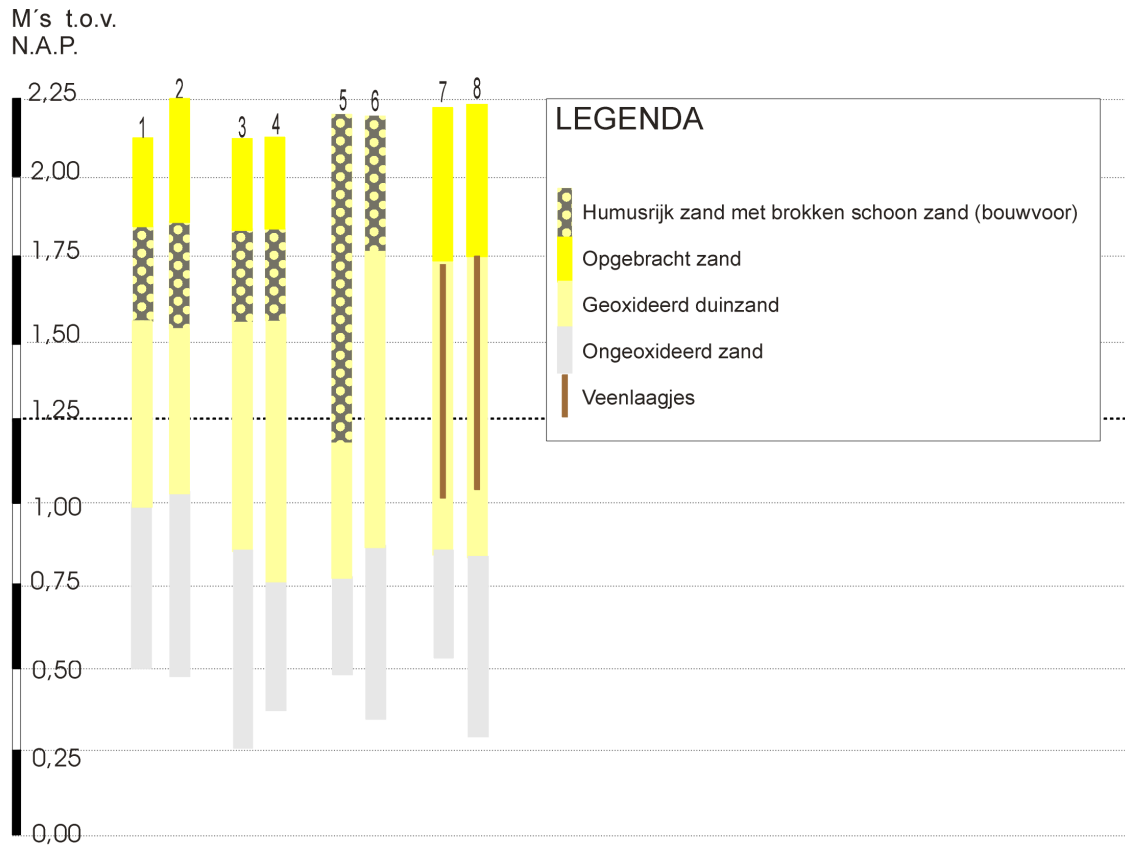 M´s t.o.v.
N.A.P.
1
2
3
4
5
6
7
8
2,25
2,00
1,75
1,50
1,25
1,00
0,75
0,50
0,25
0,00
LEGENDA
Humusrijk zand met brokken schoon zand (bouwvoor)
Opgebracht zand
Geoxideerd duinzand
Ongeoxideerd zand
Veenlaagjes